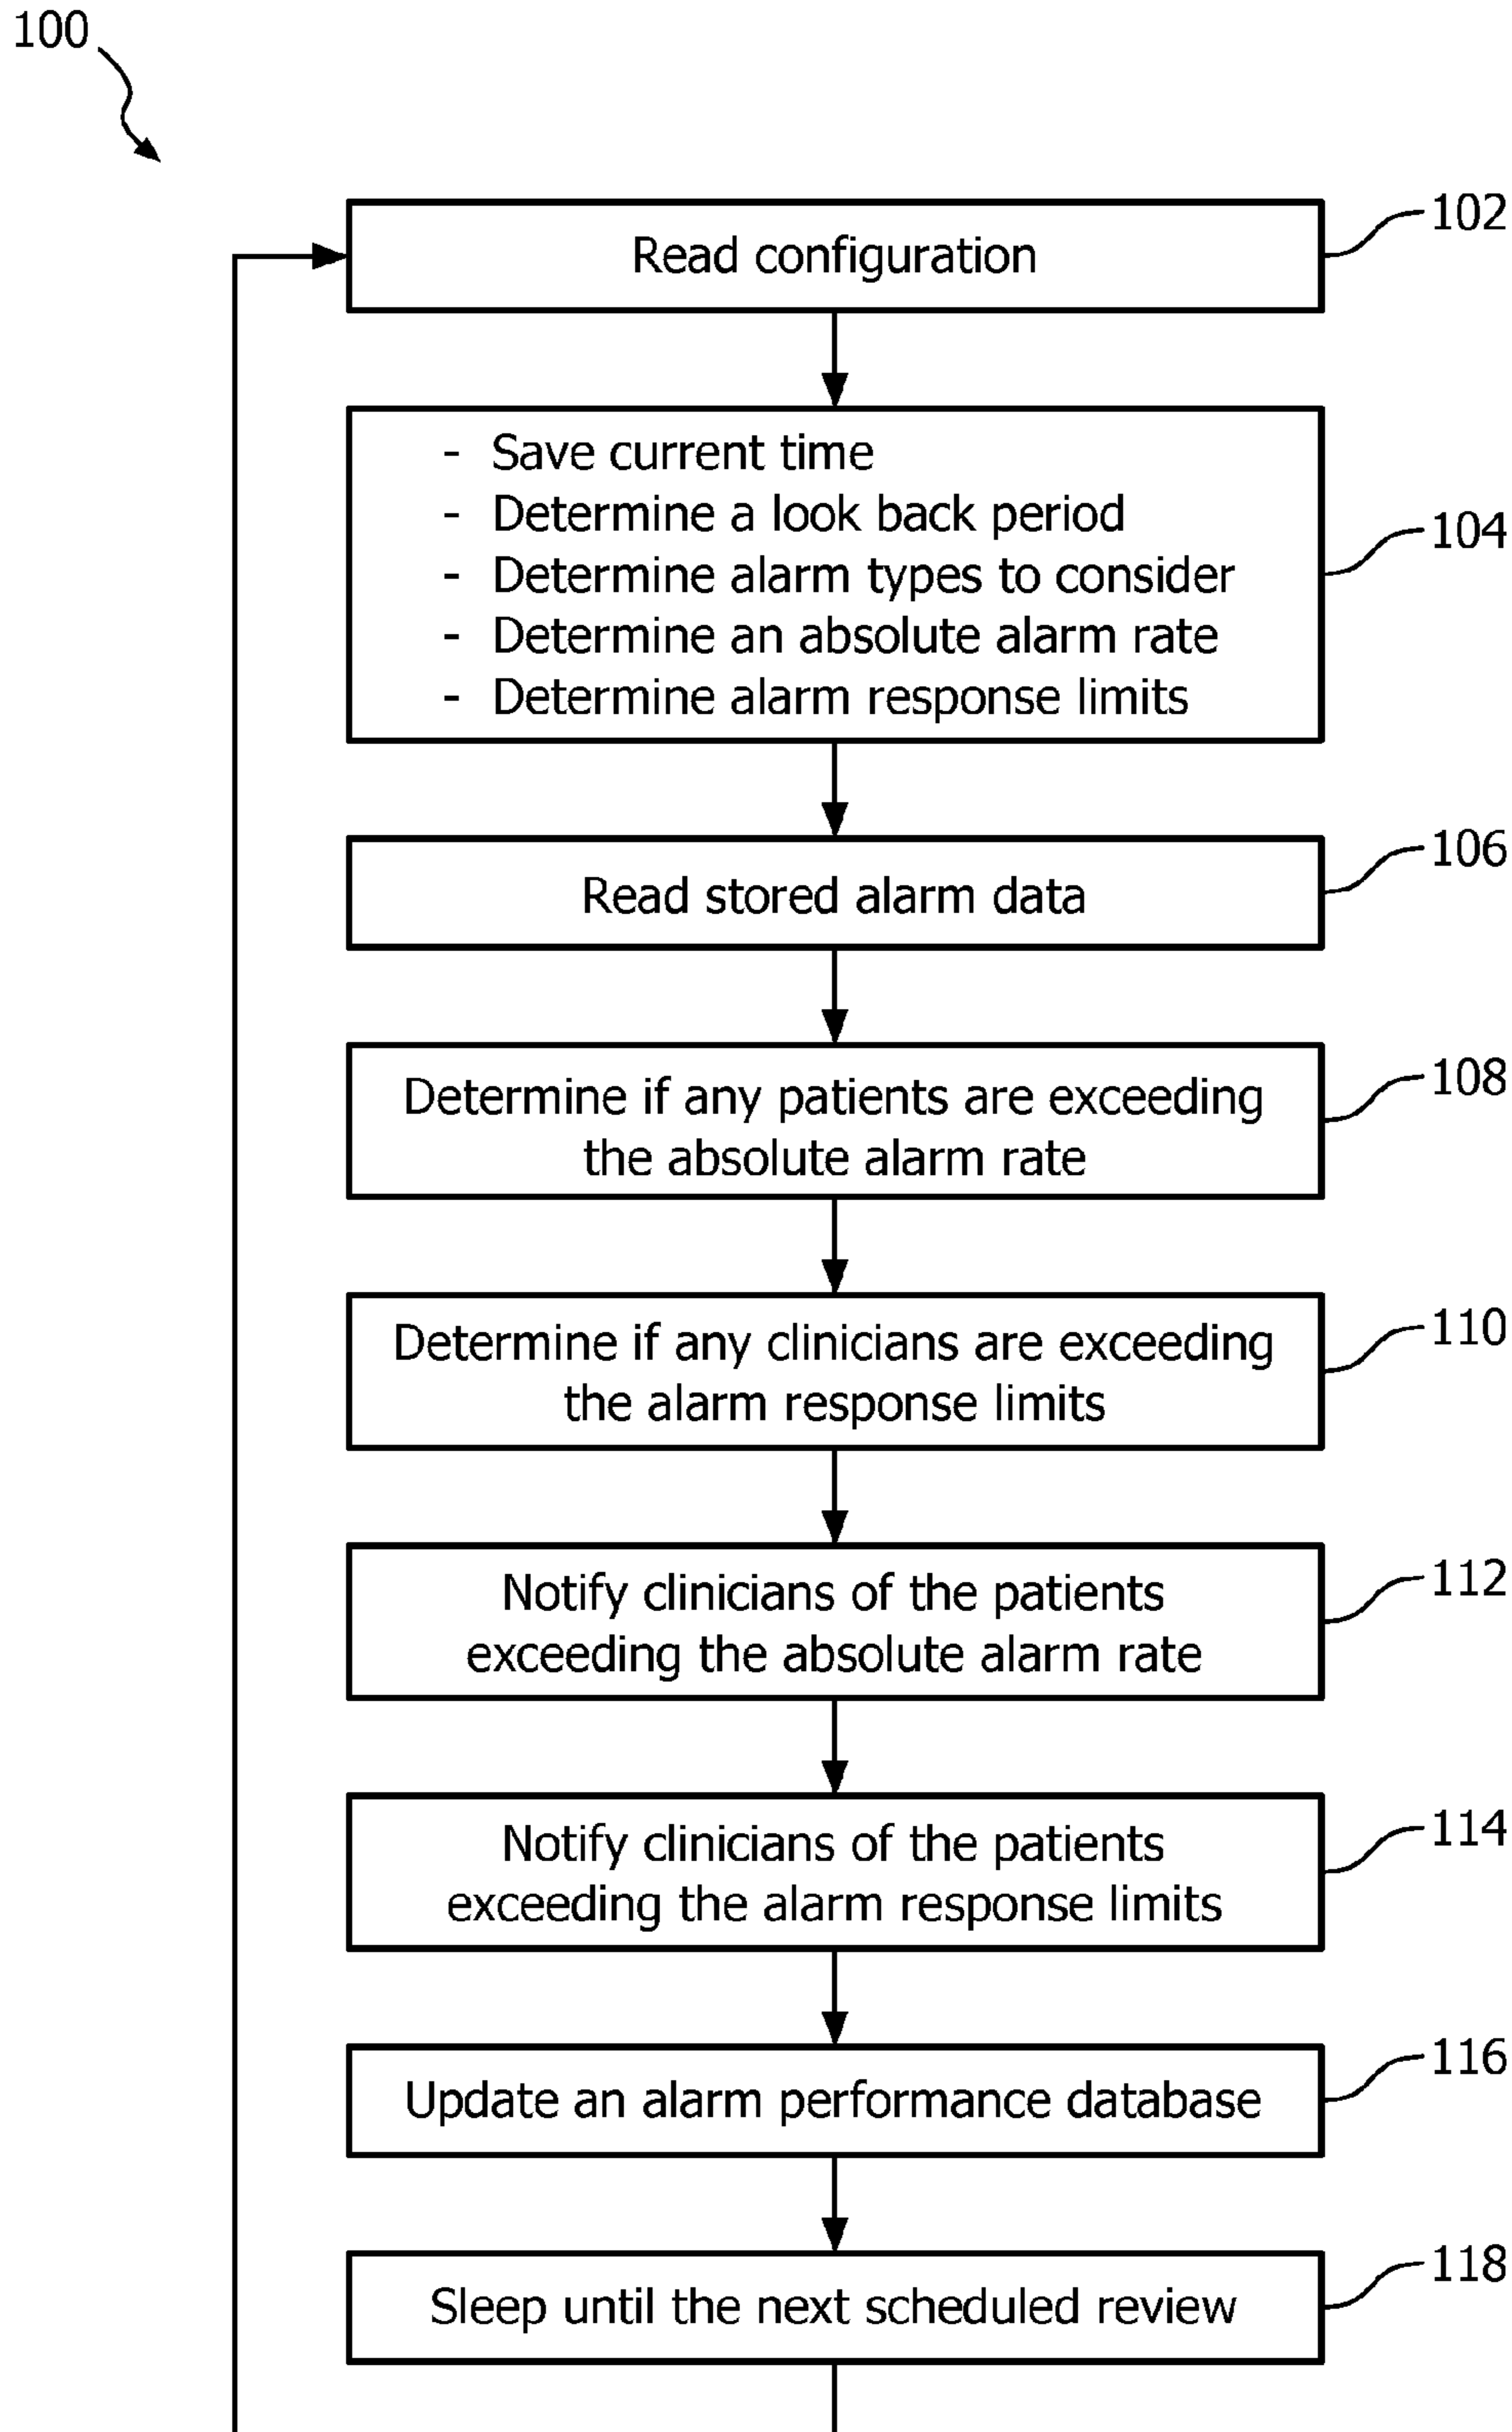 100
Read configuration
102
- Save current time
- Determine a look back period
- Determine alarm types to consider
- Determine an absolute alarm rate
- Determine alarm response limits
104
Read stored alarm data
106
Determine if any patients are exceeding
the absolute alarm rate
108
Determine if any clinicians are exceeding
the alarm response limits
110
Notify clinicians of the patients
exceeding the absolute alarm rate
112
Notify clinicians of the patients
exceeding the alarm response limits
114
Update an alarm performance database
116
Sleep until the next scheduled review
118